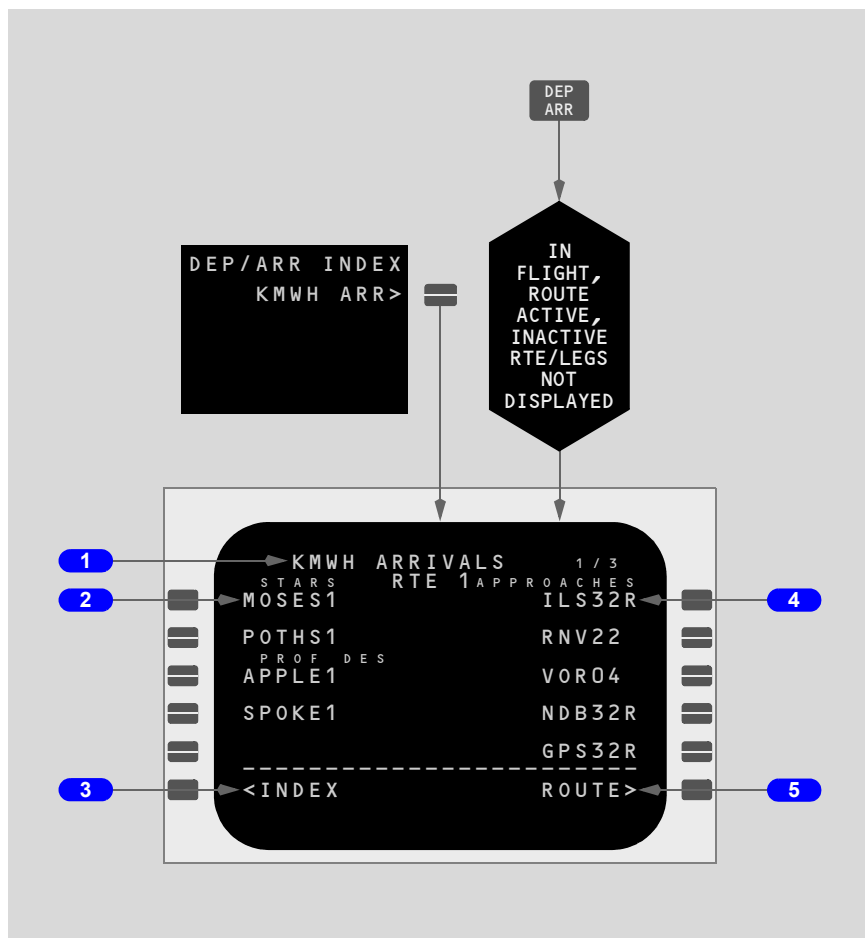 DEP
ARR
DEP/ARR INDEX
KMWH ARR>
IN
FLIGHT,
ROUTE
ACTIVE,
INACTIVE
RTE/LEGS
NOT
DISPLAYED
1
KMWH ARRIVALS 1/3
STARS RTE 1 APPROACHES
2 MOSES1 ILS32R 4
POTHS1 RNV22
PROF DES
APPLE1 VOR04
SPOKE1 NDB32R
GPS32R
------------------------
3 <INDEX ROUTE> 5